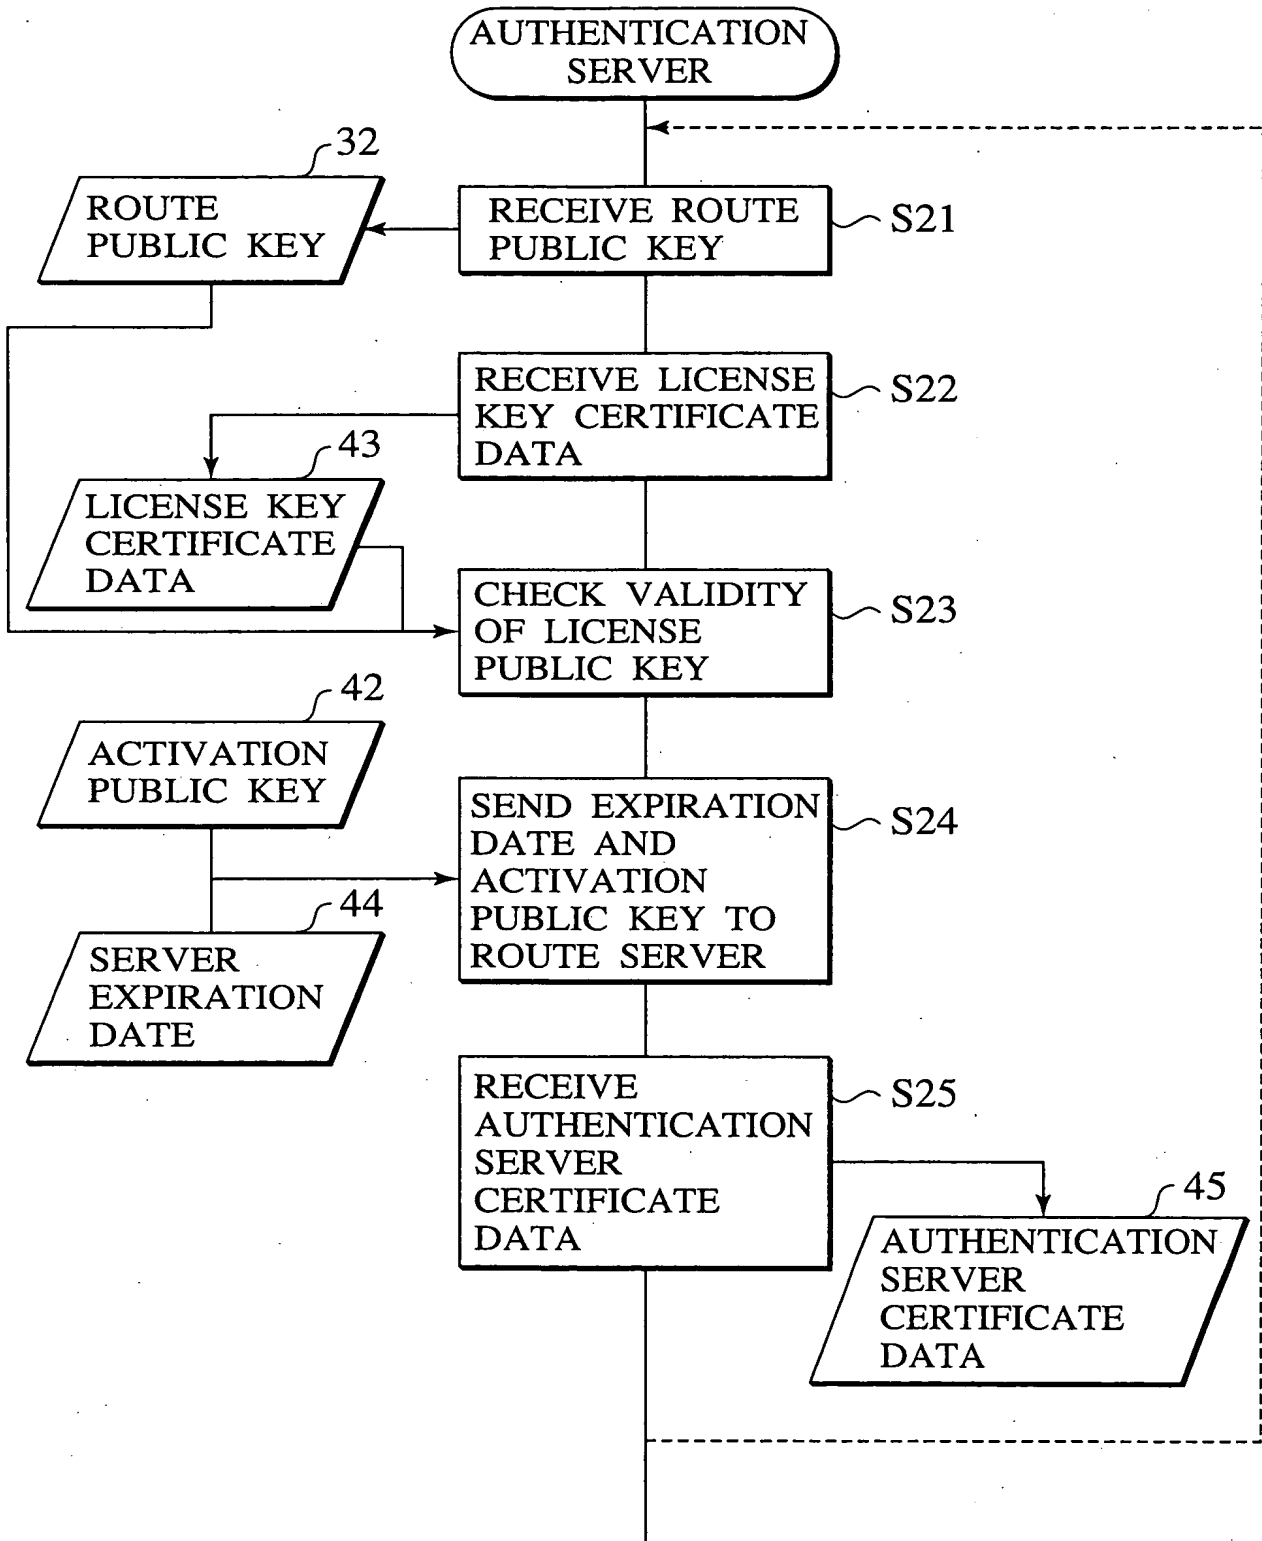 AUTHENTICATION
SERVER
32
ROUTE
PUBLIC KEY
RECEIVE ROUTE
PUBLIC KEY
S21
RECEIVE LICENSE
KEY CERTIFICATE
DATA
S22
43
LICENSE KEY
CERTIFICATE
DATA
CHECK VALIDITY
OF LICENSE
PUBLIC KEY
S23
42
ACTIVATION
PUBLIC KEY
SEND EXPIRATION
DATE AND
ACTIVATION
PUBLIC KEY TO
ROUTE SERVER
S24
44
SERVER
EXPIRATION
DATE
RECEIVE
AUTHENTICATION
SERVER
CERTIFICATE
DATA
S25
45
AUTHENTICATION
SERVER
CERTIFICATE
DATA